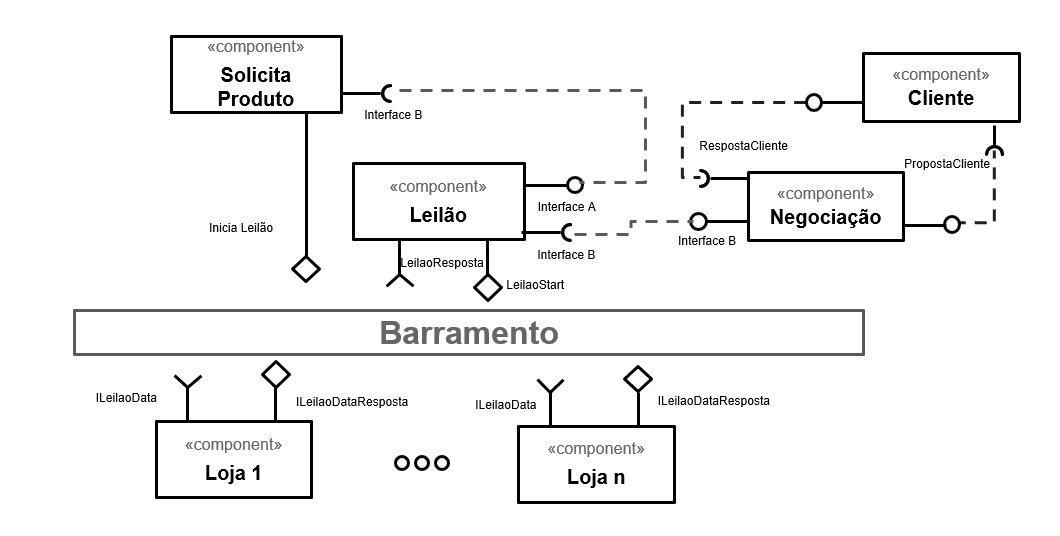 «component»
Solicita
Produto
Interface B
«component»
Cliente
RespostaCliente
PropostaCliente
«component»
Leilão
Interface A
Interface B
«component»
Negociação
Interface B
Inicia Leilão
LeilaoResposta
LeilaoStart
Barramento
ILeilaoData
ILeilaoDataResposta
ILeilaoData
ILeilaoDataResposta
«component»
Loja 1
«component»
Loja n